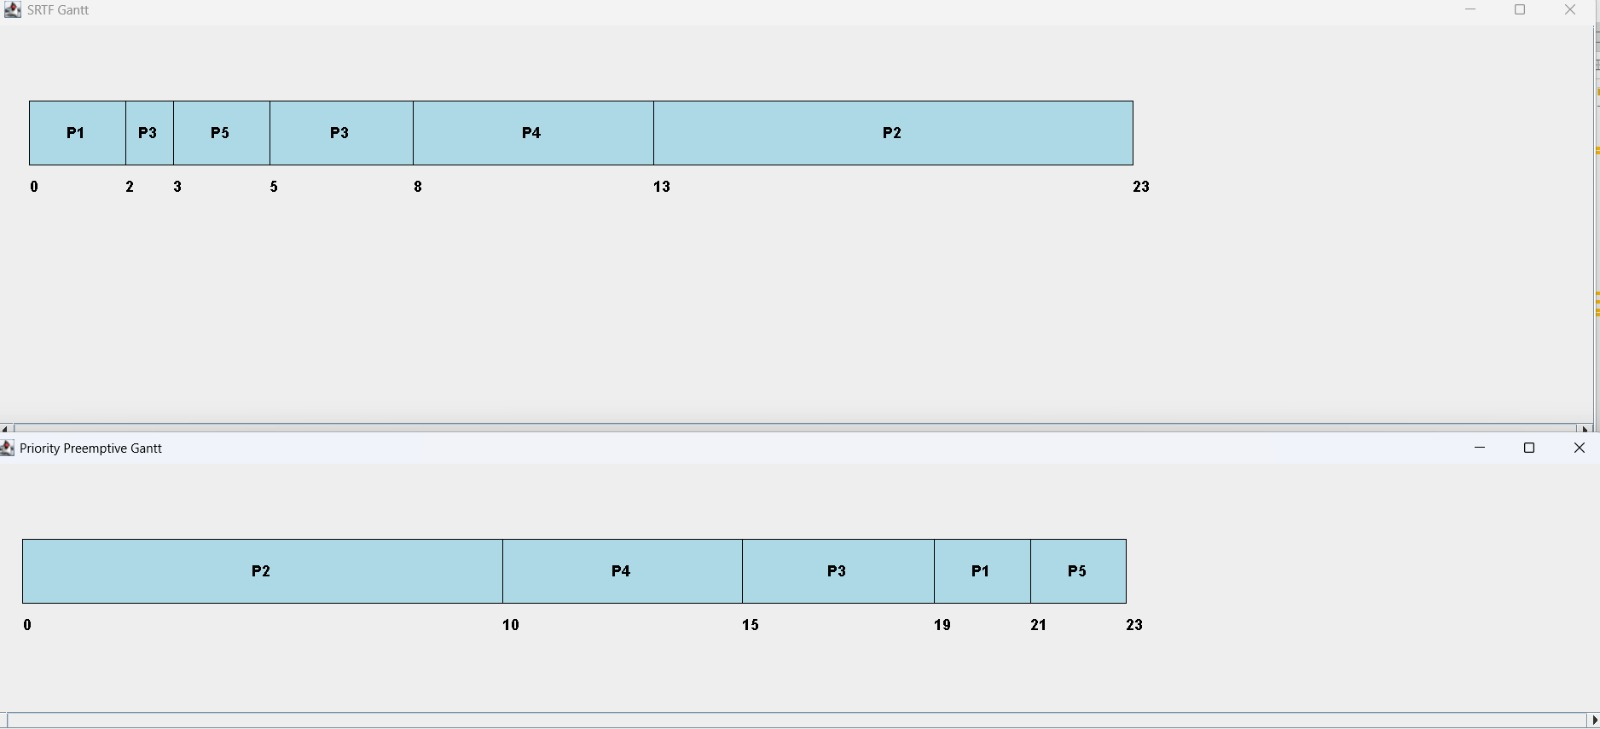 SRTF Gantt
P1 P3 P5 P3 P4 P2
0 2 3 5 8 13 23
Priority Preemptive Gantt
P2 P4 P3 P1 P5
0 10 15 19 21 23